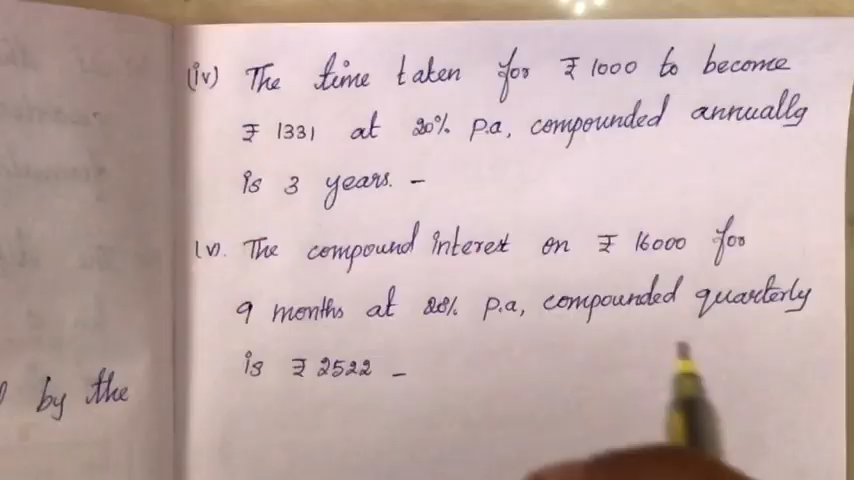 (iv) The time taken for ₹ 1000 to become
₹ 1331 at 20% p.a, compounded annually
is 3 years. –
(v). The compound interest on ₹ 16000 for
9 months at 20% p.a, compounded quarterly
is ₹ 2522 –
by the